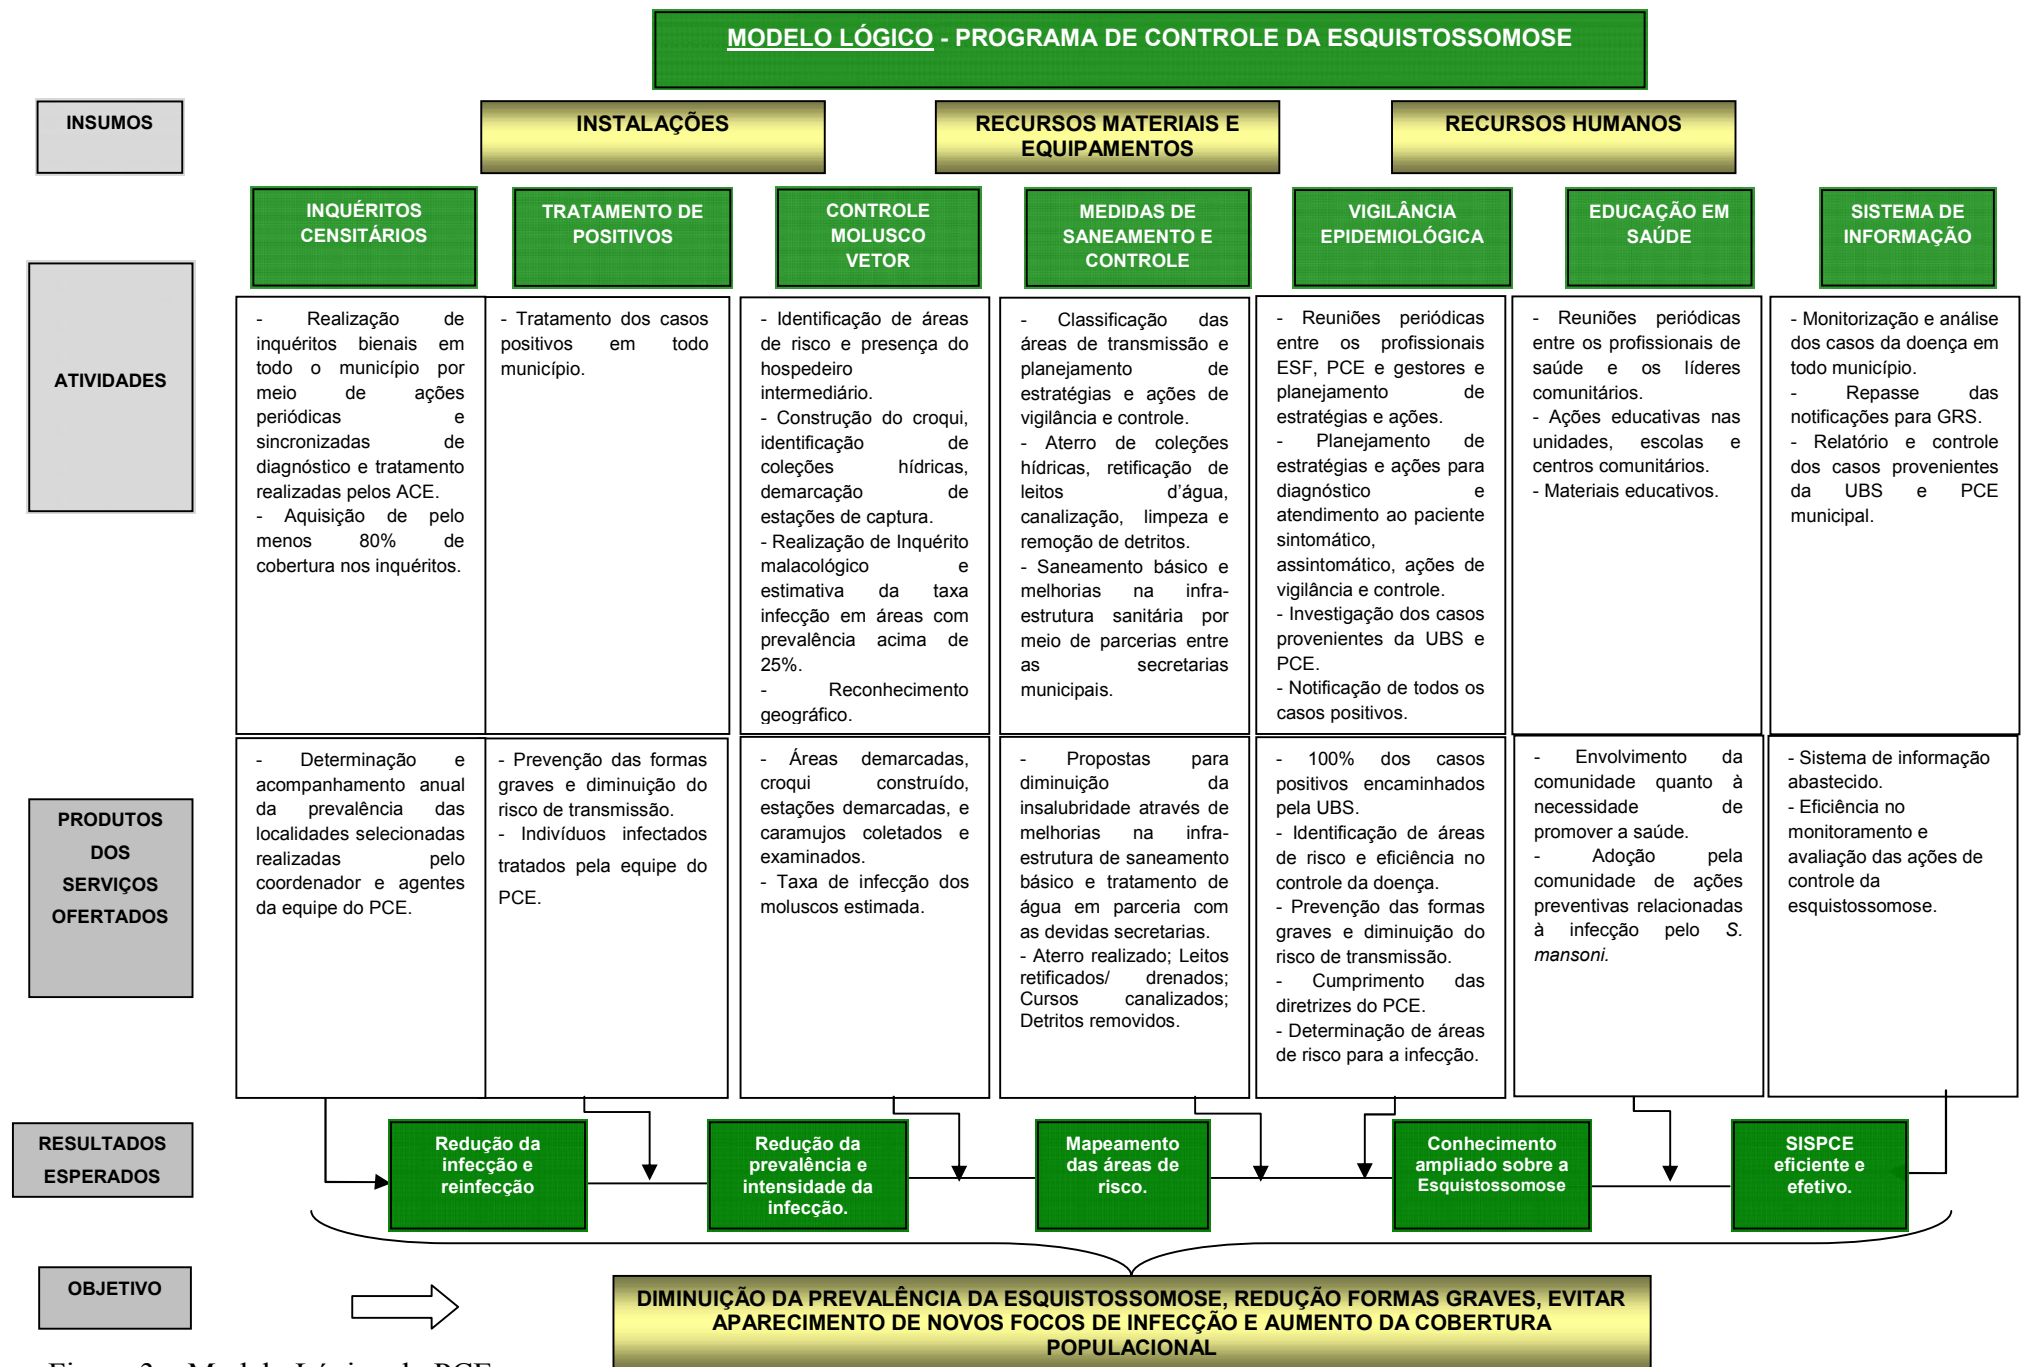 MODELO LÓGICO - PROGRAMA DE CONTROLE DA ESQUISTOSSOMOSE
INSUMOS
INSTALAÇÕES
RECURSOS MATERIAIS E
EQUIPAMENTOS
RECURSOS HUMANOS
INQUÉRITOS
CENSITÁRIOS
TRATAMENTO DE
POSITIVOS
CONTROLE
MOLUSCO
VETOR
MEDIDAS DE
SANEAMENTO E
CONTROLE
VIGILÂNCIA
EPIDEMIOLÓGICA
EDUCAÇÃO EM
SAÚDE
SISTEMA DE
INFORMAÇÃO
ATIVIDADES
- Realização de
inquéritos bienais em
todo o município por
meio de ações
periódicas e
sincronizadas de
diagnóstico e tratamento
realizadas pelos ACE.
- Aquisição de pelo
menos 80% de
cobertura nos inquéritos.
- Tratamento dos casos
positivos em todo
município.
- Identificação de áreas
de risco e presença do
hospedeiro
intermediário.
- Construção do croqui,
identificação de
coleções hídricas,
demarcação de
estações de captura.
- Realização de Inquérito
malacológico e
estimativa da taxa
infecção em áreas com
prevalência acima de
25%.
- Reconhecimento
geográfico.
- Classificação das
áreas de transmissão e
planejamento de
estratégias e ações de
vigilância e controle.
- Aterro de coleções
hídricas, retificação de
leitos d'água,
canalização, limpeza e
remoção de detritos.
- Saneamento básico e
melhorias na infra-
estrutura sanitária por
meio de parcerias entre
as secretarias
municipais.
- Reuniões periódicas
entre os profissionais
ESF, PCE e gestores e
planejamento de
estratégias e ações.
- Planejamento de
estratégias e ações para
diagnóstico e
atendimento ao paciente
sintomático,
assintomático, ações de
vigilância e controle.
- Investigação dos casos
provenientes da UBS e
PCE.
- Notificação de todos os
casos positivos.
- Reuniões periódicas
entre os profissionais de
saúde e os líderes
comunitários.
- Ações educativas nas
unidades, escolas e
centros comunitários.
- Materiais educativos.
- Monitorização e análise
dos casos da doença em
todo município.
- Repasse das
notificações para GRS.
- Relatório e controle
dos casos provenientes
da UBS e PCE
municipal.
PRODUTOS
DOS
SERVIÇOS
OFERTADOS
- Determinação e
acompanhamento anual
da prevalência das
localidades selecionadas
realizadas pelo
coordenador e agentes
da equipe do PCE.
- Prevenção das formas
graves e diminuição do
risco de transmissão.
- Indivíduos infectados
tratados pela equipe do
PCE.
- Áreas demarcadas,
croqui construído,
estações demarcadas, e
caramujos coletados e
examinados.
- Taxa de infecção dos
moluscos estimada.
- Propostas para
diminuição da
insalubridade através de
melhorias na infra-
estrutura de saneamento
básico e tratamento de
água em parceria com
as devidas secretarias.
- Aterro realizado; Leitos
retificados/ drenados;
Cursos canalizados;
Detritos removidos.
- 100% dos casos
positivos encaminhados
pela UBS.
- Identificação de áreas
de risco e eficiência no
controle da doença.
- Prevenção das formas
graves e diminuição do
risco de transmissão.
- Cumprimento das
diretrizes do PCE.
- Determinação de áreas
de risco para a infecção.
- Envolvimento da
comunidade quanto à
necessidade de
promover a saúde.
- Adoção pela
comunidade de ações
preventivas relacionadas
à infecção pelo S.
mansoni.
- Sistema de informação
abastecido.
- Eficiência no
monitoramento e
avaliação das ações de
controle da
esquistossomose.
RESULTADOS
ESPERADOS
Redução da
infecção e
reinfecção
Redução da
prevalência e
intensidade da
infecção.
Mapeamento
das áreas de
risco.
Conhecimento
ampliado sobre a
Esquistossomose
SISPCE
eficiente e
efetivo.
OBJETIVO
DIMINUIÇÃO DA PREVALÊNCIA DA ESQUISTOSSOMOSE, REDUÇÃO FORMAS GRAVES, EVITAR
APARECIMENTO DE NOVOS FOCOS DE INFECÇÃO E AUMENTO DA COBERTURA
POPULACIONAL